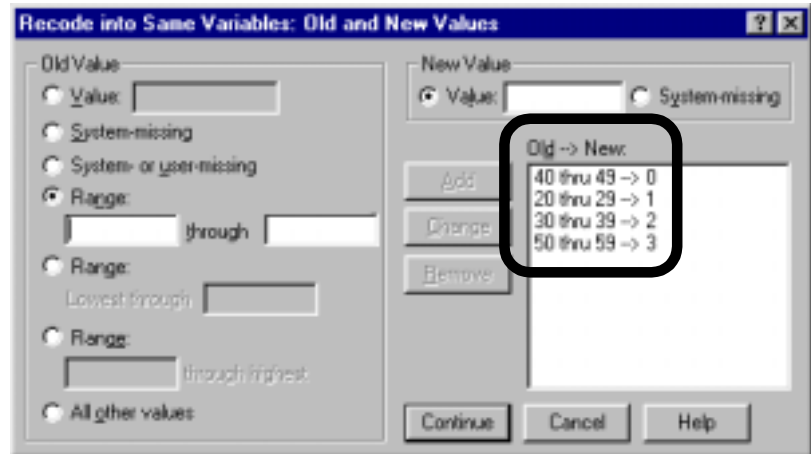 Recode into Same Variables: Old and New Values
Old Value
Value:
System-missing
System- or user-missing
Range:
through
Range:
Lowest through
Range:
through highest
All other values
New Value
Value:
System-missing
Old --> New:
Add
Change
Remove
40 thru 49 --> 0
20 thru 29 --> 1
30 thru 39 --> 2
50 thru 59 --> 3
Continue
Cancel
Help